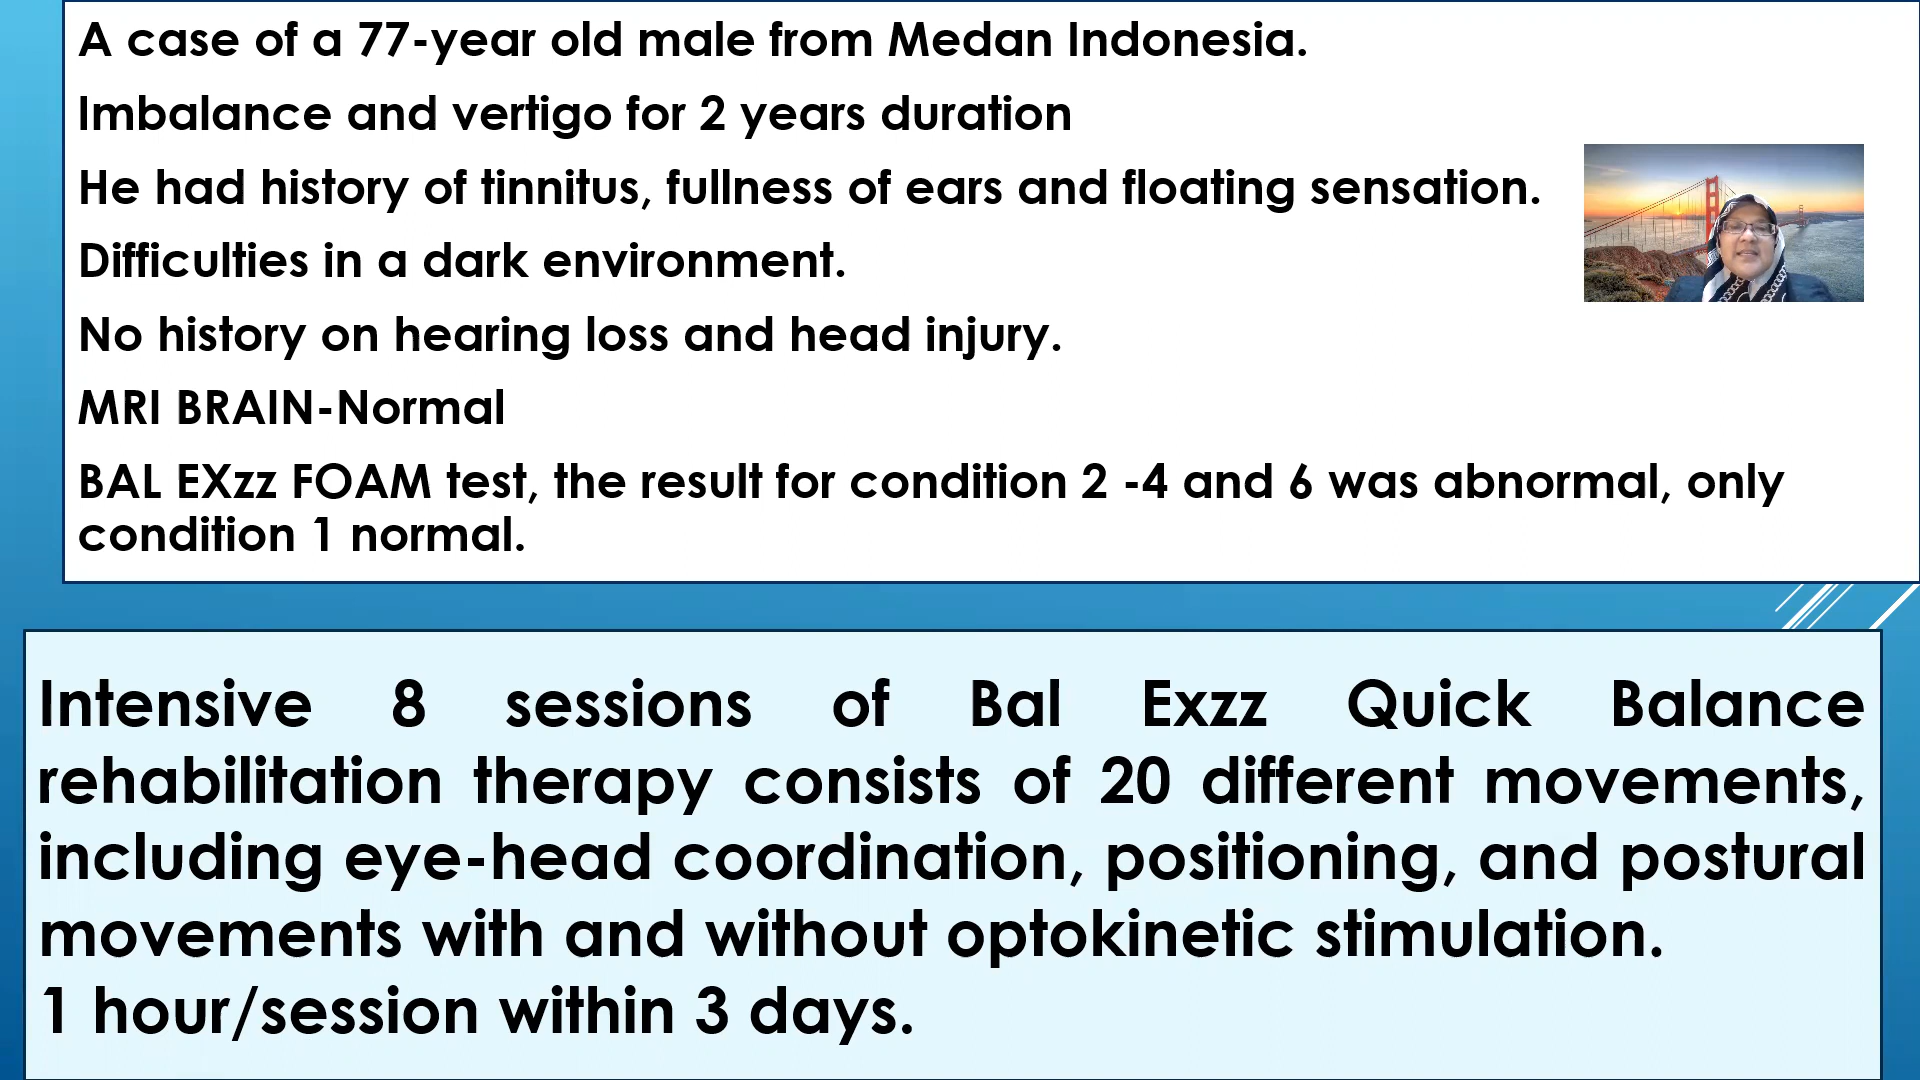 A case of a 77-year old male from Medan Indonesia.
Imbalance and vertigo for 2 years duration
He had history of tinnitus, fullness of ears and floating sensation.
Difficulties in a dark environment.
No history on hearing loss and head injury.
MRI BRAIN-Normal
BAL EXzz FOAM test, the result for condition 2 -4 and 6 was abnormal, only
condition 1 normal.
Intensive 8 sessions of Bal Exzz Quick Balance
rehabilitation therapy consists of 20 different movements,
including eye-head coordination, positioning, and postural
movements with and without optokinetic stimulation.
1 hour/session within 3 days.